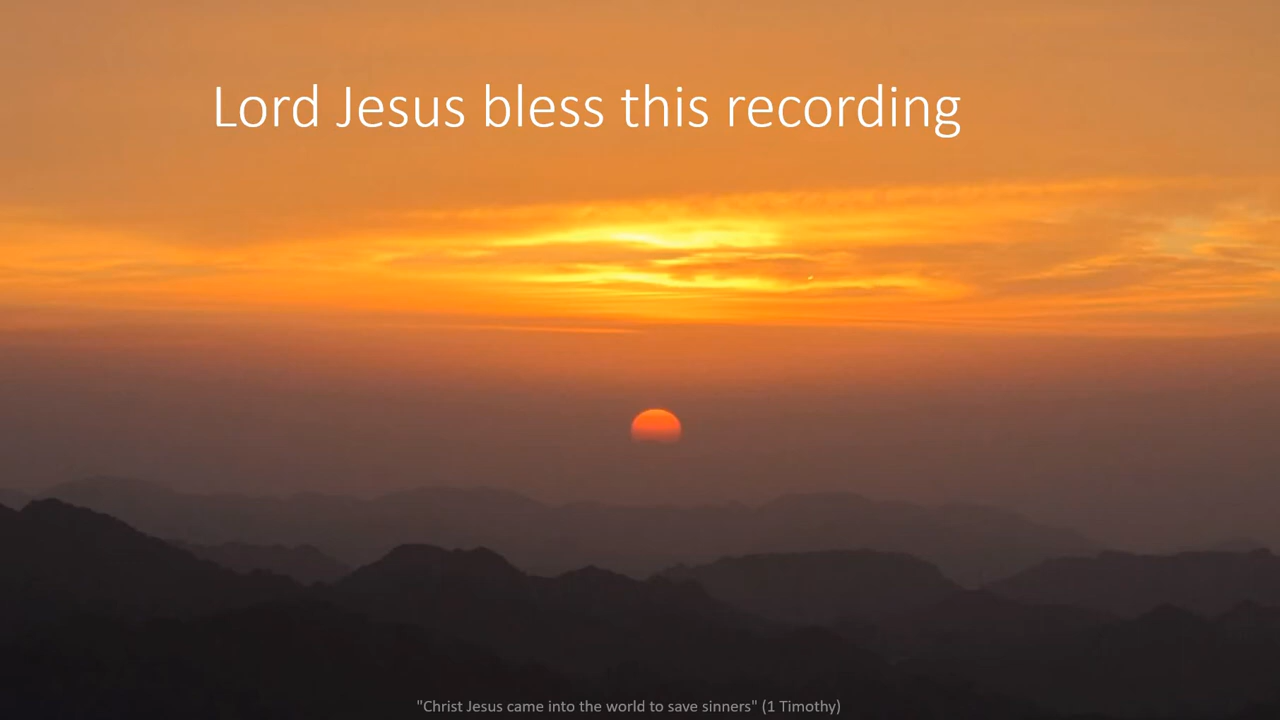 Lord Jesus bless this recording
"Christ Jesus came into the world to save sinners" (1 Timothy)